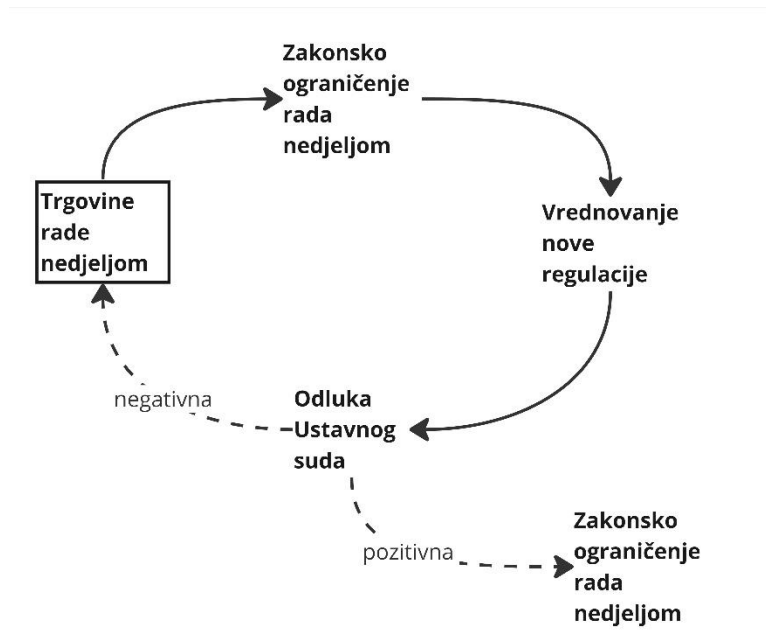 Zakonsko
ograničenje
rada
nedjeljom
Trgovine
rade
nedjeljom
Vrednovanje
nove
regulacije
negativna
Odluka
Ustavnog
suda
pozitivna
Zakonsko
ograničenje
rada
nedjeljom